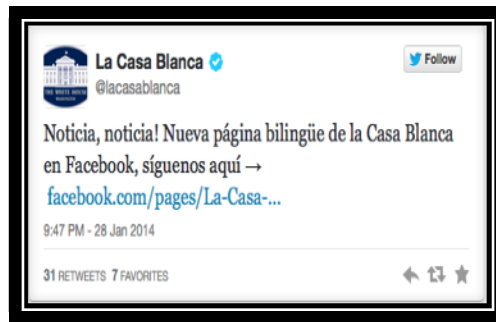 La Casa Blanca
@lacasablanca
Follow
Noticia, noticia! Nueva página bilingüe de la Casa Blanca
en Facebook, síguenos aquí →
facebook.com/pages/La-Casa-...
9:47 PM - 28 Jan 2014
31 RETWEETS 7 FAVORITES